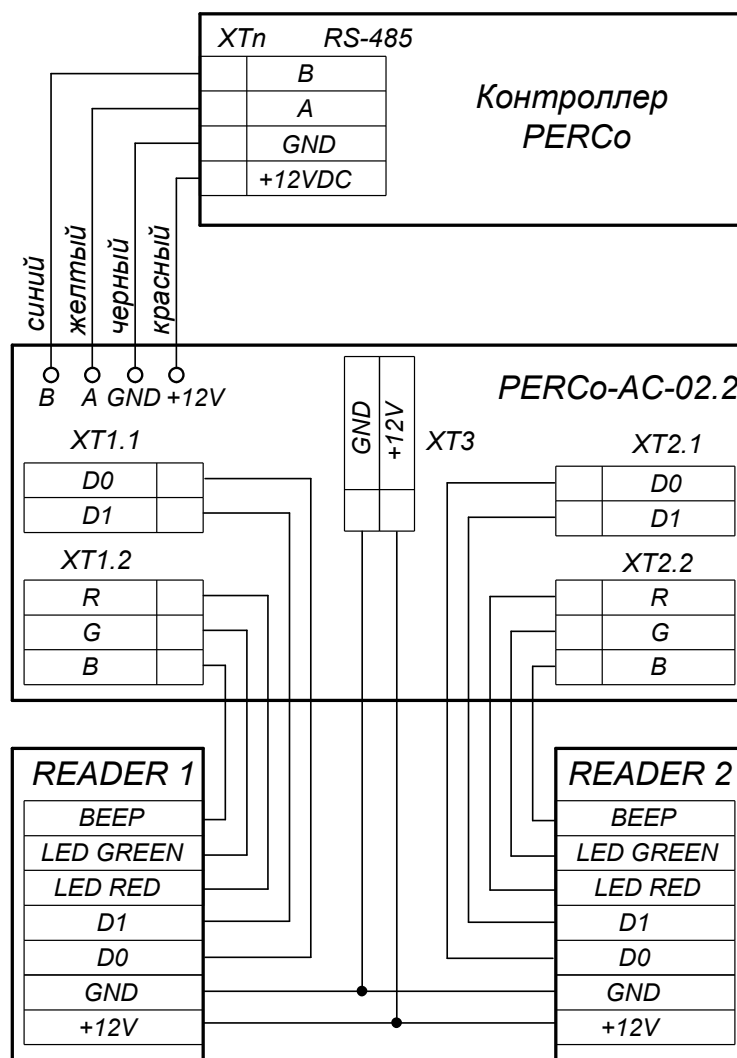 XTn RS-485
B
A
GND
+12VDC
Контроллер
PERCo
синий
желтый
черный
красный
B A GND +12V
PERCo-AC-02.2
GND
+12V
XT3
XT1.1
D0
D1
XT1.2
R
G
B
XT2.1
D0
D1
XT2.2
R
G
B
READER 1
BEEP
LED GREEN
LED RED
D1
D0
GND
+12V
READER 2
BEEP
LED GREEN
LED RED
D1
D0
GND
+12V